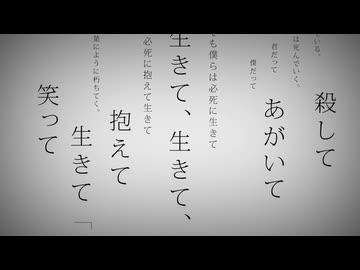 いる。
は死んでいく。
君だって
僕だって
殺して
あがいて
でも僕らは必死に生きて
生きて、生きて、
必死に抱えて生きて
抱えて
葉にように朽ちてく。
生きて「
笑って